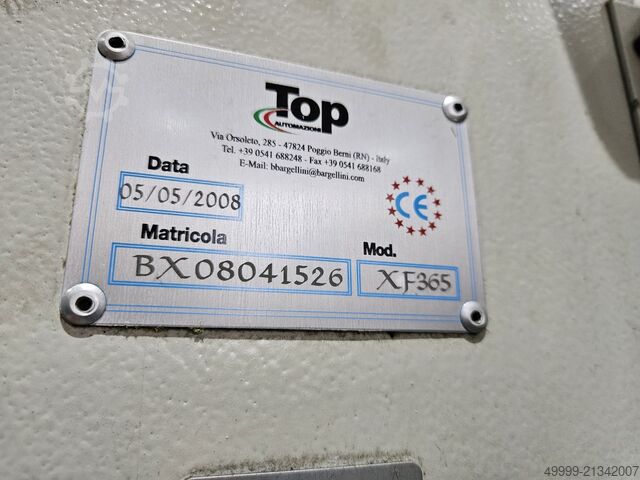 Top
AUTOMAZIONI
Via Orsoleto, 285 - 47824 Poggio Berni (RN) - Italy
Tel. +39 0541 688248 - Fax +39 0541 688168
E-Mail: bbargellini@bargellini.com
Data
05/05/2008
CE
Matricola
Mod.
BX08041526
XF365
49999-21342007